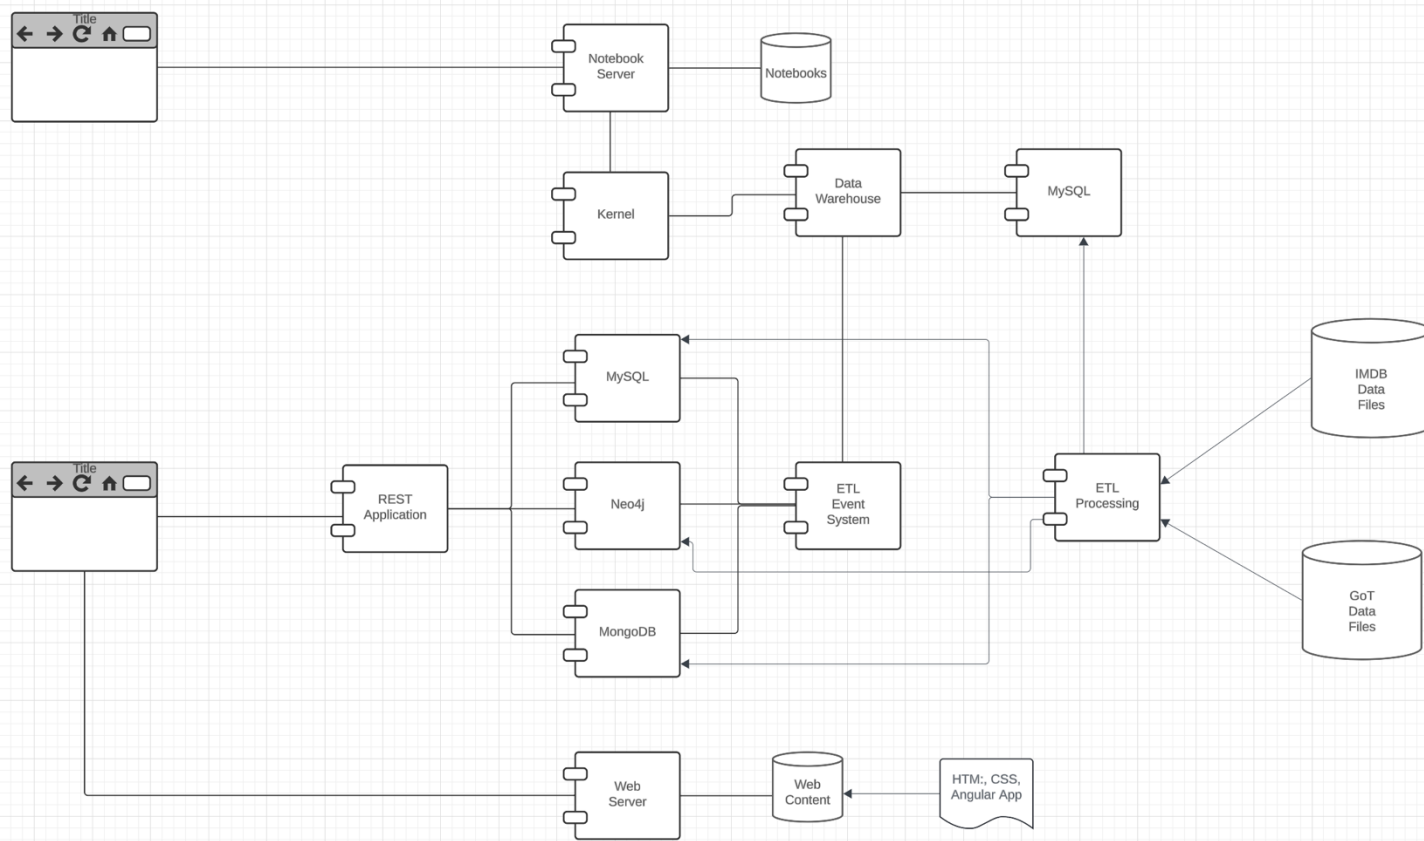 Title
Notebook
Server
Notebooks
Kernel
Data
Warehouse
MySQL
MySQL
IMDB
Data
Files
Title
REST
Application
Neo4j
ETL
Event
System
ETL
Processing
GoT
Data
Files
MongoDB
Web
Server
Web
Content
HTM:, CSS,
Angular App